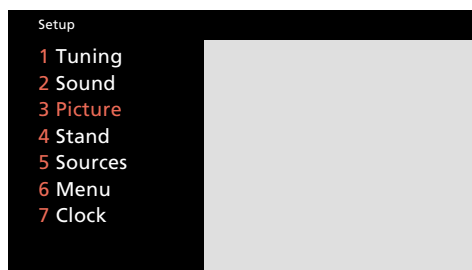 Setup
1 Tuning
2 Sound
3 Picture
4 Stand
5 Sources
6 Menu
7 Clock